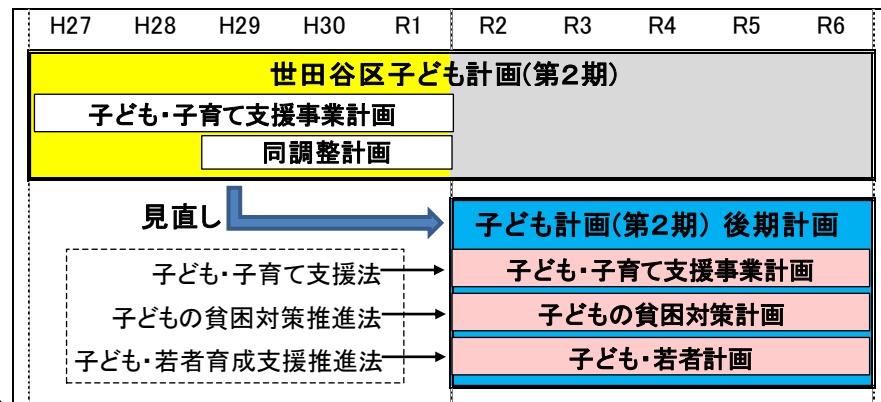 H27 H28 H29 H30 R1 R2 R3 R4 R5 R6
世田谷区子ども計画(第2期)
子ども・子育て支援事業計画
同調整計画
見直し
子ども計画(第2期) 後期計画
子ども・子育て支援法
子ども・子育て支援事業計画
子どもの貧困対策推進法
子どもの貧困対策計画
子ども・若者育成支援推進法
子ども・若者計画